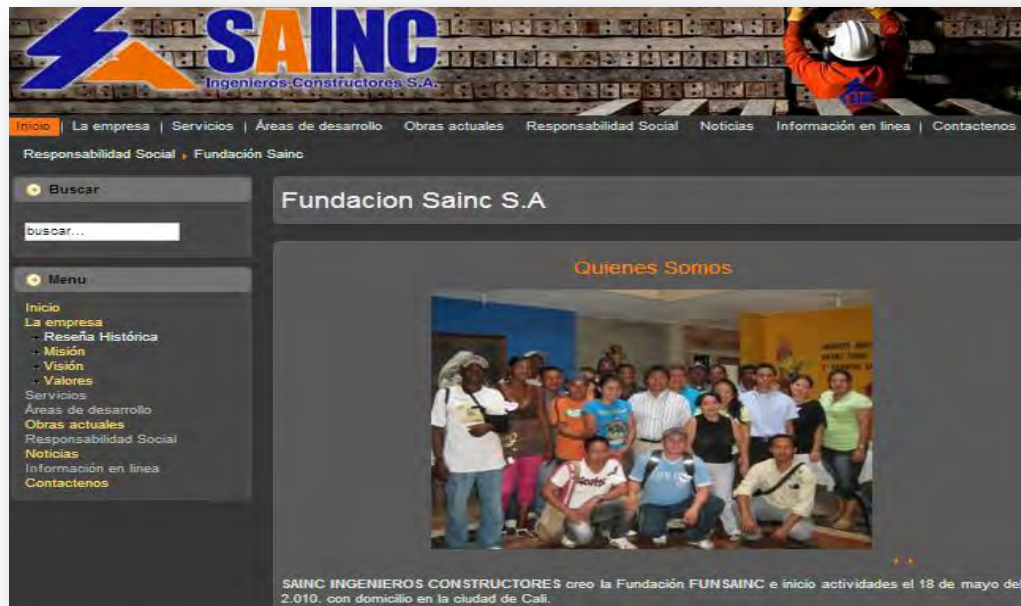 SAINC
Ingenieros Constructores S.A.
Inicio | La empresa | Servicios | Áreas de desarrollo Obras actuales Responsabilidad Social Noticias Información en linea | Contactenos
Responsabilidad Social Fundación Sainc
Buscar
buscar...
Menu
Inicio
La empresa
Reseña Histórica
Misión
Visión
Valores
Servicios
Áreas de desarrollo
Obras actuales
Responsabilidad Social
Noticias
Información en linea
Contactenos
Fundacion Sainc S.A
Quienes Somos
SAINC INGENIEROS CONSTRUCTORES creo la Fundación FUNSAINC e inicio actividades el 18 de mayo del
2.010. con domicilio en la ciudad de Cali.